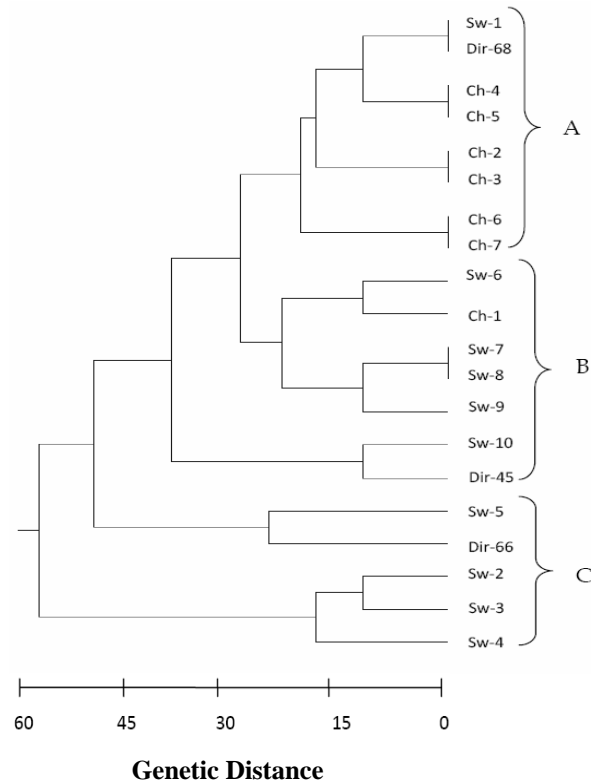 Sw-1
Dir-68
Ch-4
Ch-5
A
Ch-2
Ch-3
Ch-6
Ch-7
Sw-6
Ch-1
Sw-7
B
Sw-8
Sw-9
Sw-10
Dir-45
Sw-5
Dir-66
C
Sw-2
Sw-3
Sw-4
60 45 30 15 0
Genetic Distance